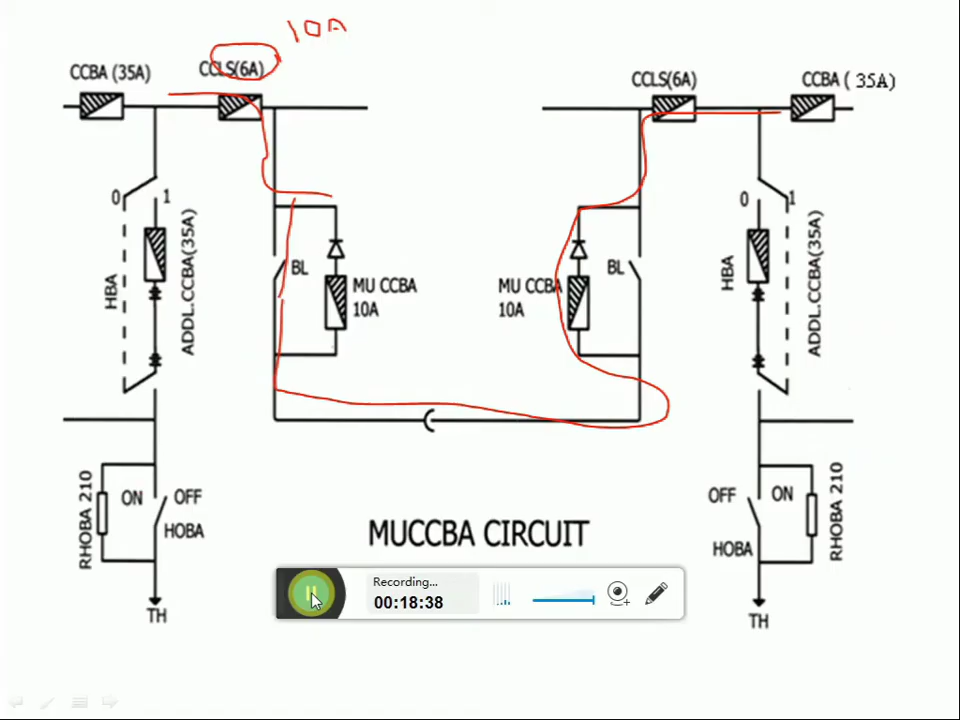 10A
CCBA (35A)
CCLS(6A)
CCLS(6A)
CCBA ( 35A)
0
1
0
1
HBA
ADDL.CCBA(35A)
BL
MU CCBA
10A
MU CCBA
10A
BL
HBA
ADDL.CCBA(35A)
RHOBA 210
ON
OFF
HOBA
TH
MUCCBA CIRCUIT
OFF
ON
HOBA
RHOBA 210
TH
Recording...
00:18:38